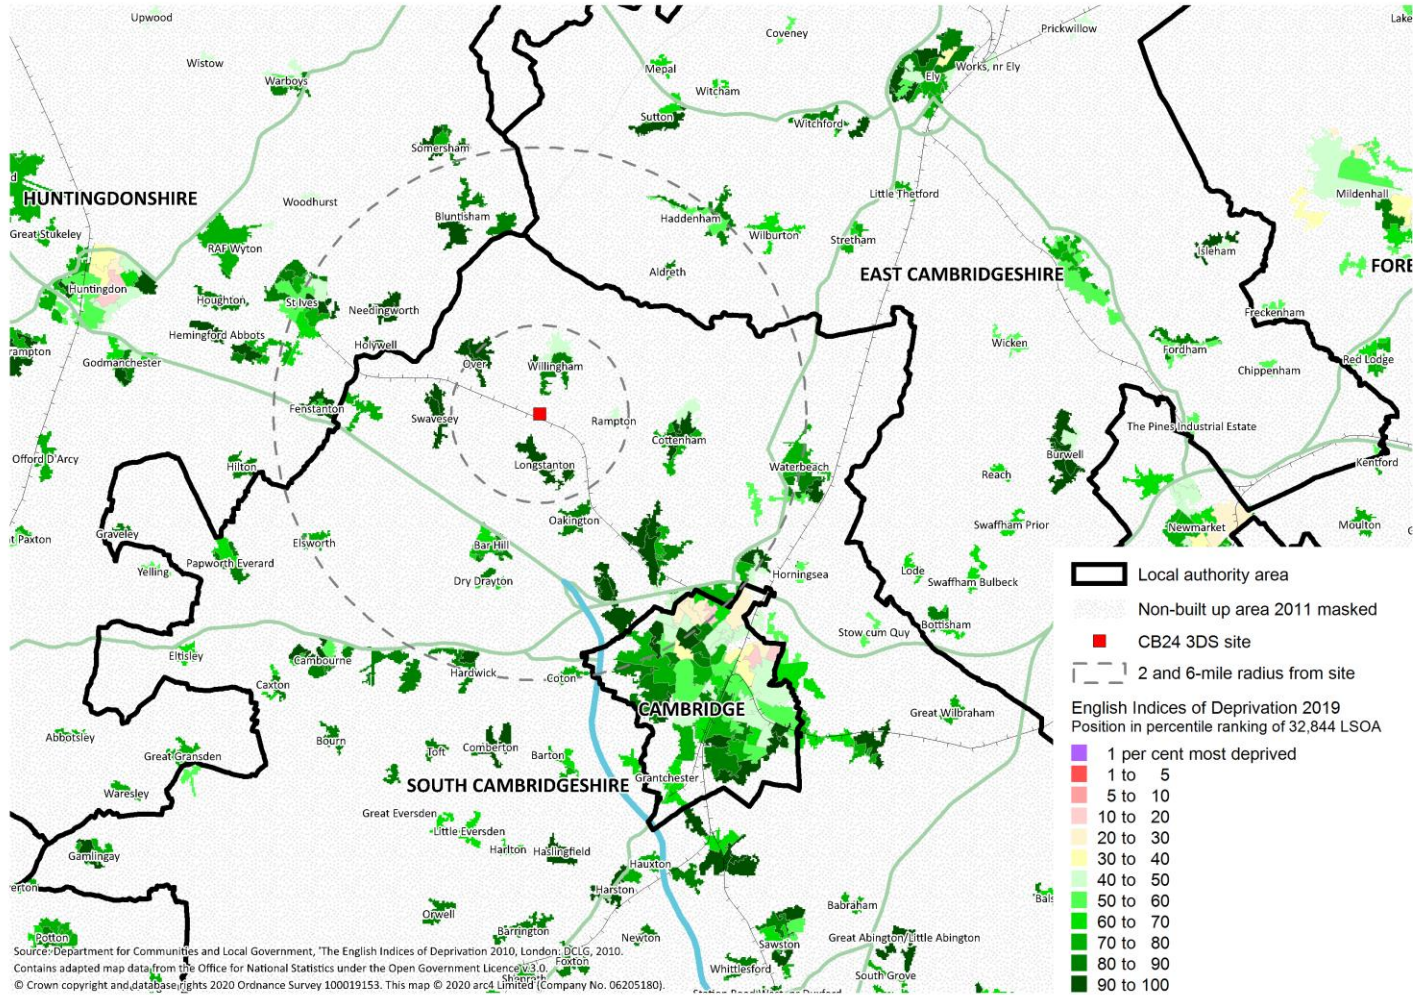 Upwood
Coveney
Prickwillow
Lake
Wistow
Warboys
Mepal
Witcham
Ely
Works, nr Ely
Sutton
Witchford
Somersham
d
HUNTINGDONSHIRE
Woodhurst
Bluntisham
Little Thetford
Mildenhall
Great Stukeley
RAF Wyton
Haddenham
Wilburton
Stretham
Isleham
Aldreth
EAST CAMBRIDGESHIRE
FORE
Huntingdon
Houghton
St Ives
Needingworth
Freckenham
Hemingford Abbots
Holywell
Wicken
Fordham
rampton
Godmanchester
Over
Willingham
Chippenham
Red Lodge
Fenstanton
Swavesey
Rampton
Cottenham
The Pines Industrial Estate
Offord D'Arcy
Hilton
Longstanton
Waterbeach
Reach
Burwell
Kentford
Oakington
Swaffham Prior
Newmarket
Moulton
G
t Paxton
Graveley
Elsworth
Bar Hill
Yelling
Papworth Everard
Dry Drayton
Horningsea
Lode
Swaffham Bulbeck
Bottisham
Stow cum Quy
Eltisley
Cambourne
Hardwick
Coton
Caxton
CAMBRIDGE
Great Wilbraham
Abbotsley
Bourn
Toft
Comberton
Barton
Great Gransden
Grantchester
SOUTH CAMBRIDGESHIRE
Waresley
Great Eversden
Little Eversden
Harlton
Haslingfield
Gamlingay
Hauxton
erton
Harston
Babraham
Bals
Orwell
Potton
Barrington
Newton
Sawston
Great Abington/Little Abington
Foxton
Whittlesford
South Grove
Shepreth
Local authority area
Non-built up area 2011 masked
CB24 3DS site
2 and 6-mile radius from site
English Indices of Deprivation 2019
Position in percentile ranking of 32,844 LSOA
1 per cent most deprived
1 to 5
5 to 10
10 to 20
20 to 30
30 to 40
40 to 50
50 to 60
60 to 70
70 to 80
80 to 90
90 to 100
Source: Department for Communities and Local Government, 'The English Indices of Deprivation 2010, London: DCLG, 2010.
Contains adapted map data from the Office for National Statistics under the Open Government Licence v.3.0.
© Crown copyright and database rights 2020 Ordnance Survey 100019153. This map © 2020 arc4 Limited (Company No. 06205180).